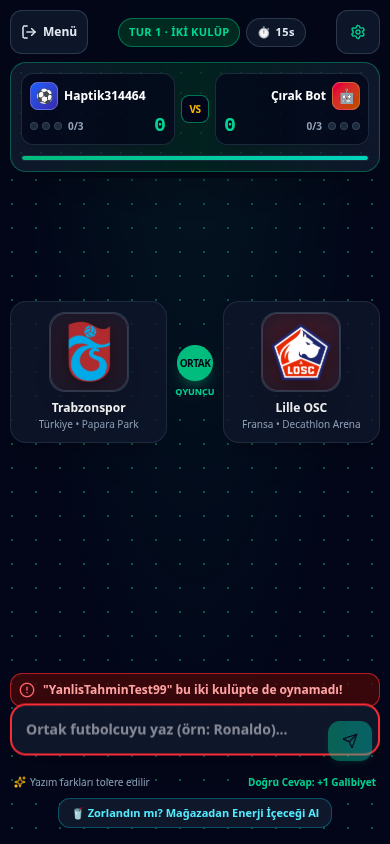 Menü
TUR 1 · İKİ KULÜP
15s
Haptik314464
0/3
0
VS
Çırak Bot
0
0/3
Trabzonspor
Türkiye • Papara Park
ORTAK
OYUNCU
LOSC
Lille OSC
Fransa • Decathlon Arena
"YanlisTahminTest99" bu iki kulüpte de oynamadı!
Ortak futbolcuyu yaz (örn: Ronaldo)...
Yazım farkları tolere edilir
Doğru Cevap: +1 Galibiyet
Zorlandın mı? Mağazadan Enerji İçeceği Al